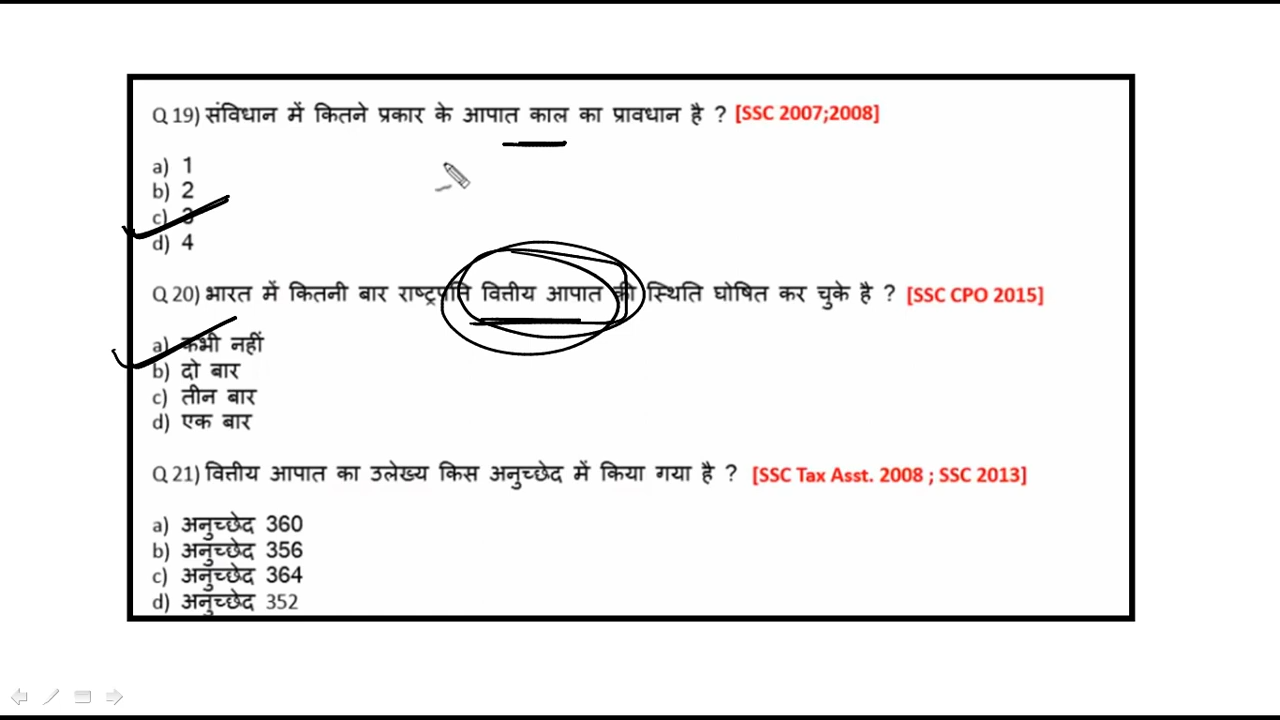 Q 19) संविधान में कितने प्रकार के आपात काल का प्रावधान है ? [SSC 2007;2008]
a) 1
b) 2
c) 3
d) 4
Q 20) भारत में कितनी बार राष्ट्रपति वित्तीय आपात की स्थिति घोषित कर चुके है ? [SSC CPO 2015]
a) कभी नहीं
b) दो बार
c) तीन बार
d) एक बार
Q 21) वित्तीय आपात का उलेख्य किस अनुच्छेद में किया गया है ? [SSC Tax Asst. 2008 ; SSC 2013]
a) अनुच्छेद 360
b) अनुच्छेद 356
c) अनुच्छेद 364
d) अनुच्छेद 352